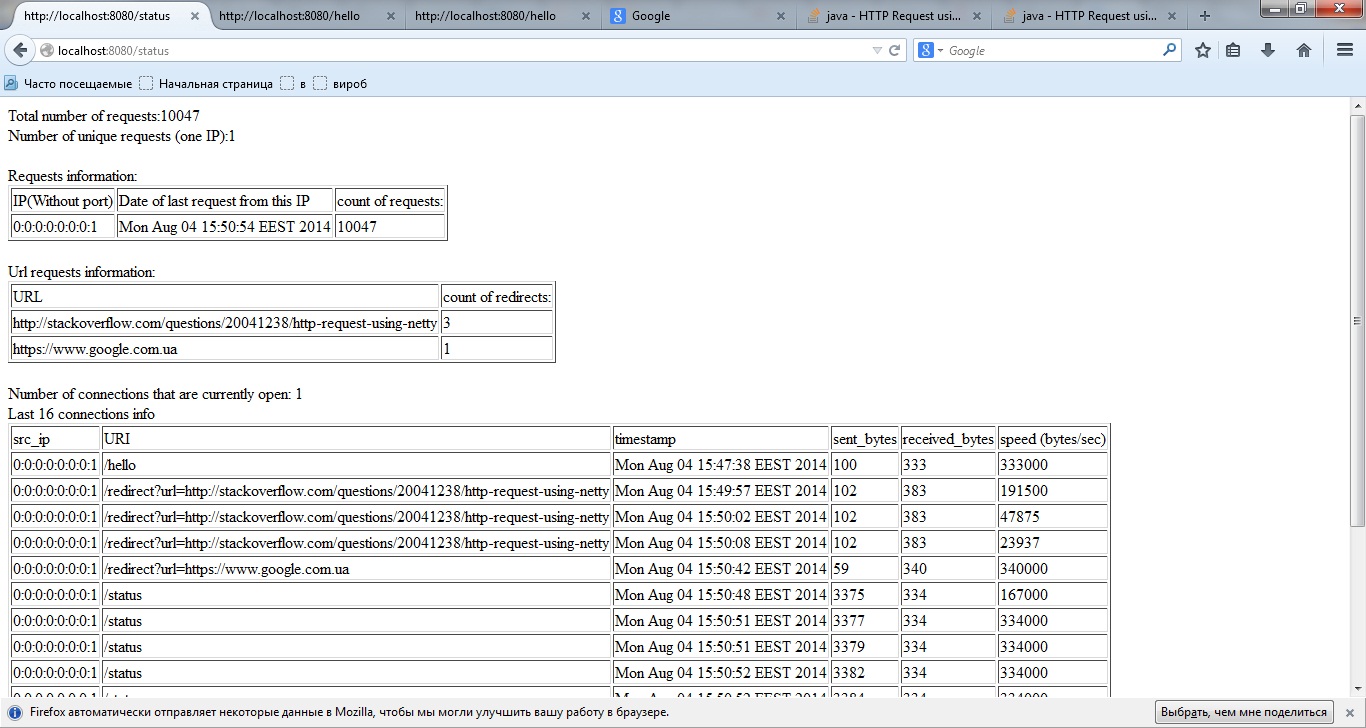 http://localhost:8080/status http://localhost:8080/hello http://localhost:8080/hello Google java - HTTP Request usi... java - HTTP Request usi...
localhost:8080/status Google
Часто посещаемые Начальная страница в вироб
Total number of requests:10047
Number of unique requests (one IP):1
Requests information:
IP(Without port) Date of last request from this IP count of requests:
0:0:0:0:0:0:0:1 Mon Aug 04 15:50:54 EEST 2014 10047
Url requests information:
URL count of redirects:
http://stackoverflow.com/questions/20041238/http-request-using-netty 3
https://www.google.com.ua 1
Number of connections that are currently open: 1
Last 16 connections info
src_ip URI timestamp sent_bytes received_bytes speed (bytes/sec)
0:0:0:0:0:0:0:1 /hello Mon Aug 04 15:47:38 EEST 2014 100 333 333000
0:0:0:0:0:0:0:1 /redirect?url=http://stackoverflow.com/questions/20041238/http-request-using-netty Mon Aug 04 15:49:57 EEST 2014 102 383 191500
0:0:0:0:0:0:0:1 /redirect?url=http://stackoverflow.com/questions/20041238/http-request-using-netty Mon Aug 04 15:50:02 EEST 2014 102 383 47875
0:0:0:0:0:0:0:1 /redirect?url=http://stackoverflow.com/questions/20041238/http-request-using-netty Mon Aug 04 15:50:08 EEST 2014 102 383 23937
0:0:0:0:0:0:0:1 /redirect?url=https://www.google.com.ua Mon Aug 04 15:50:42 EEST 2014 59 340 340000
0:0:0:0:0:0:0:1 /status Mon Aug 04 15:50:48 EEST 2014 3375 334 167000
0:0:0:0:0:0:0:1 /status Mon Aug 04 15:50:51 EEST 2014 3377 334 334000
0:0:0:0:0:0:0:1 /status Mon Aug 04 15:50:51 EEST 2014 3379 334 334000
0:0:0:0:0:0:0:1 /status Mon Aug 04 15:50:52 EEST 2014 3382 334 334000
Firefox автоматически отправляет некоторые данные в Mozilla, чтобы мы могли улучшить вашу работу в браузере. Выбрать, чем мне поделиться